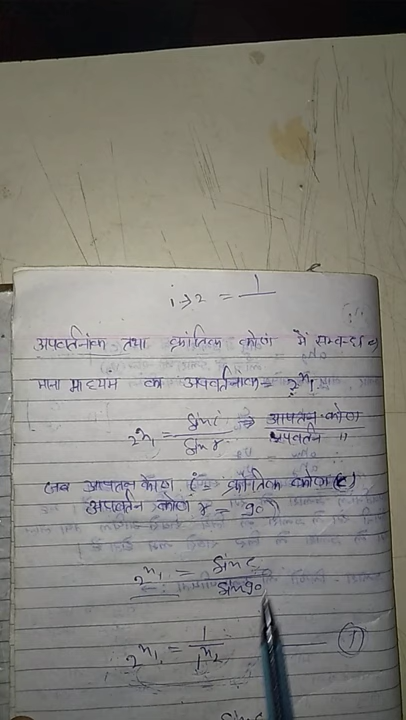 i→2 = 1
अपवर्तनांक तथा क्रांतिक कोण में सम्बन्ध
माना माध्यम का अपवर्तनांक = ₂n₁
₂n₁ = sin i / sin r ⇒ आपतन कोण / अपवर्तन "
जब आपतन कोण i = क्रांतिक कोण (c)
अपवर्तन कोण r = 90°
₂n₁ = sin c / sin 90
₂n₁ = 1 / ₁n₂ — ①